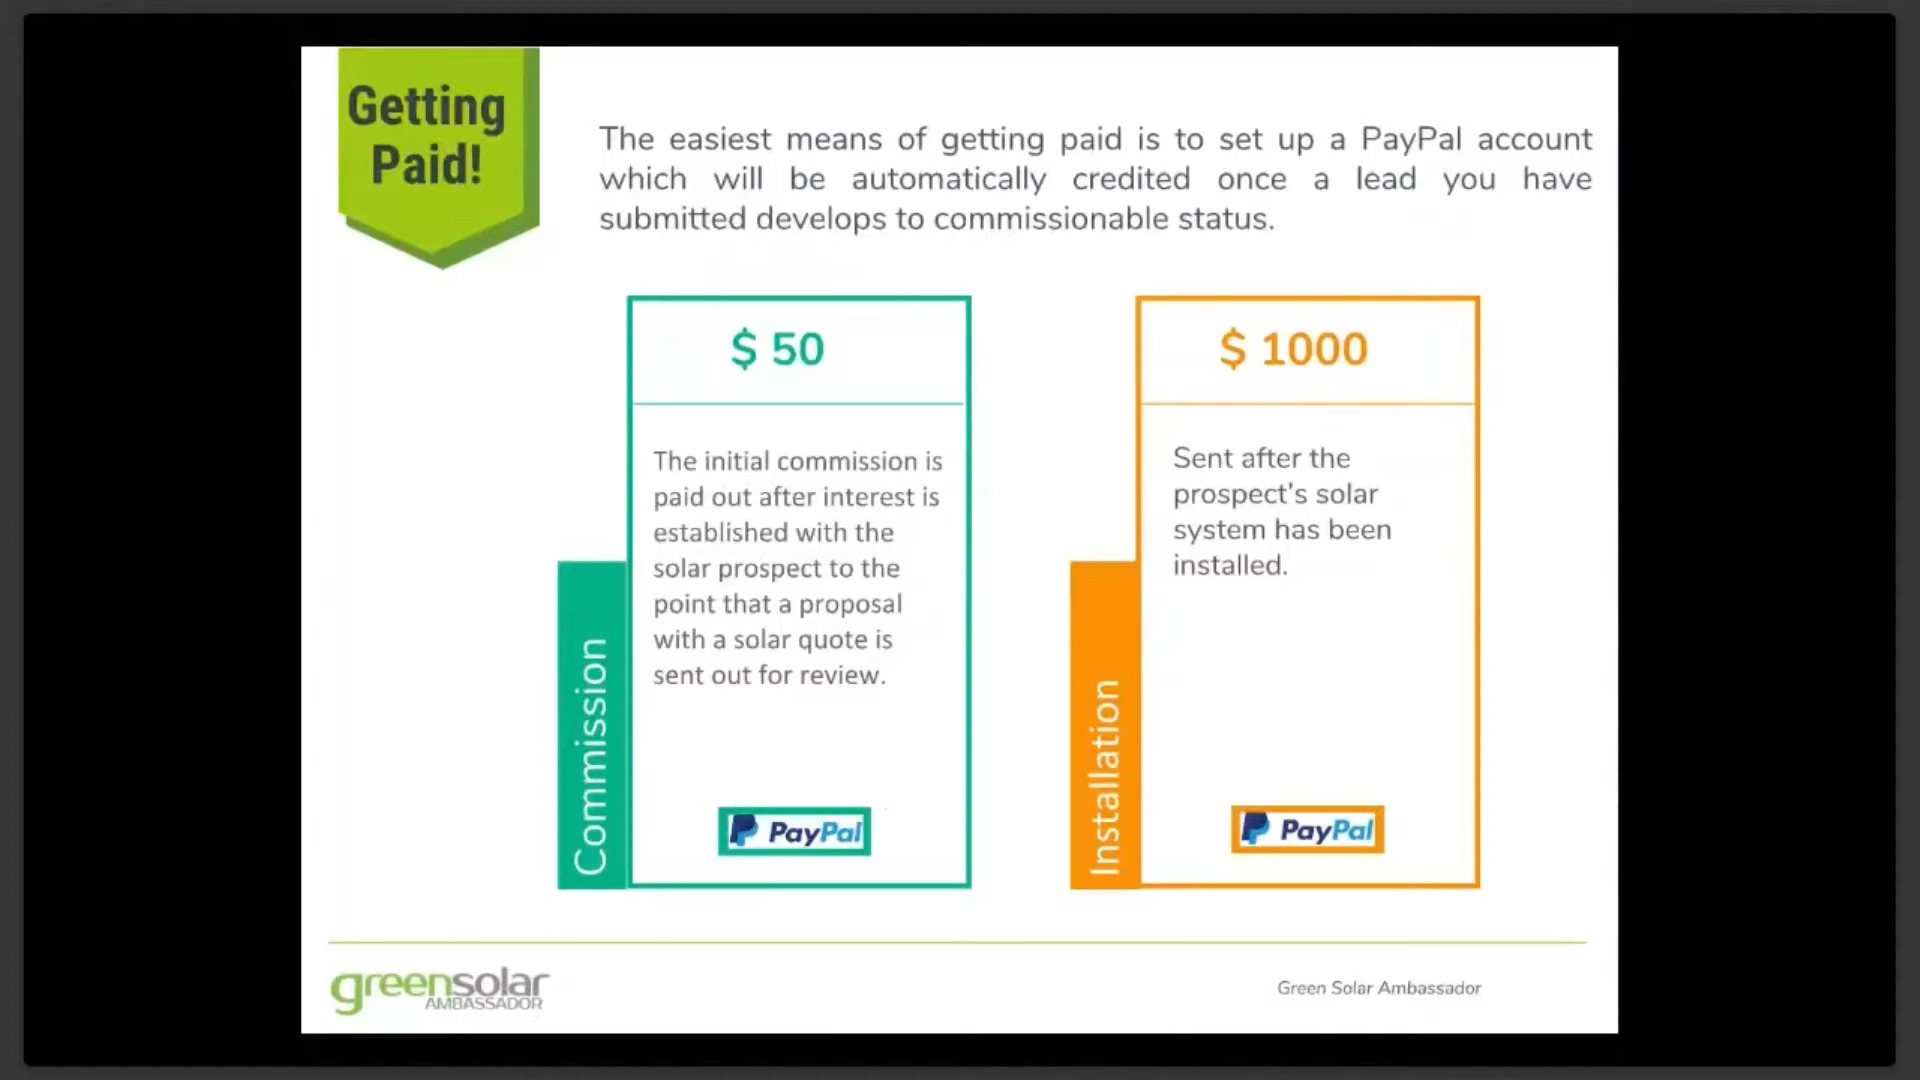 Getting
Paid!
The easiest means of getting paid is to set up a PayPal account
which will be automatically credited once a lead you have
submitted develops to commissionable status.
$ 50
The initial commission is
paid out after interest is
established with the
solar prospect to the
point that a proposal
with a solar quote is
sent out for review.
Commission
PayPal
$ 1000
Sent after the
prospect's solar
system has been
installed.
Installation
PayPal
greensolar
AMBASSADOR
Green Solar Ambassador